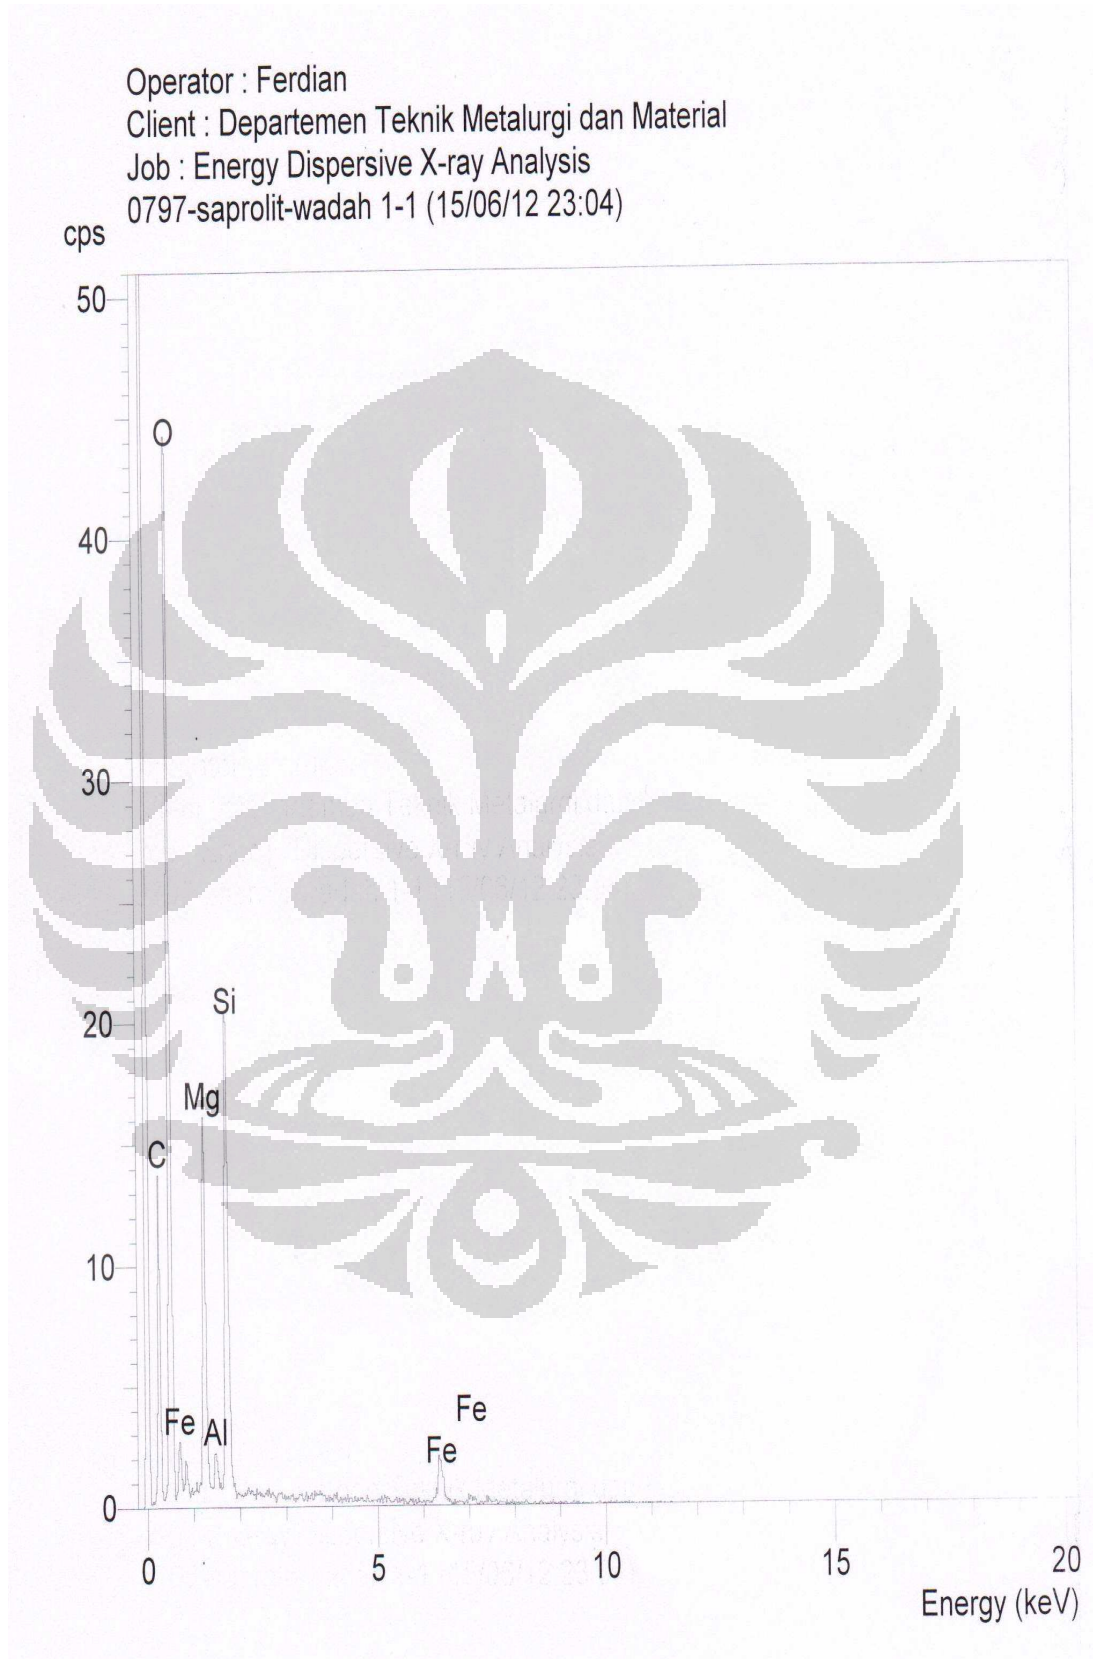 Operator : Ferdian
Client : Departemen Teknik Metalurgi dan Material
Job : Energy Dispersive X-ray Analysis
0797-saprolit-wadah 1-1 (15/06/12 23:04)
cps
50
O
40
30
Si
20
Mg
C
10
Fe
Fe
Al
Fe
0
0 5 10 15 20
Energy (keV)